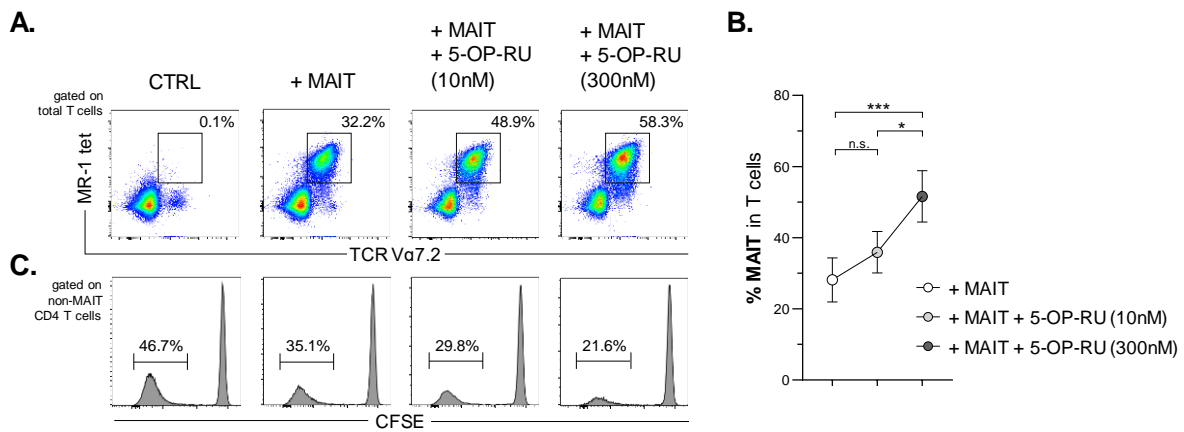 A.
CTRL
+ MAIT
+ MAIT
+ 5-OP-RU
(10nM)
+ MAIT
+ 5-OP-RU
(300nM)
gated on
total T cells
0.1%
32.2%
48.9%
58.3%
MR-1 tet
TCR Vα7.2
B.
80
60
40
20
0
% MAIT in T cells
***
*
n.s.
+ MAIT
+ MAIT + 5-OP-RU (10nM)
+ MAIT + 5-OP-RU (300nM)
C.
gated on
non-MAIT
CD4 T cells
46.7%
35.1%
29.8%
21.6%
CFSE